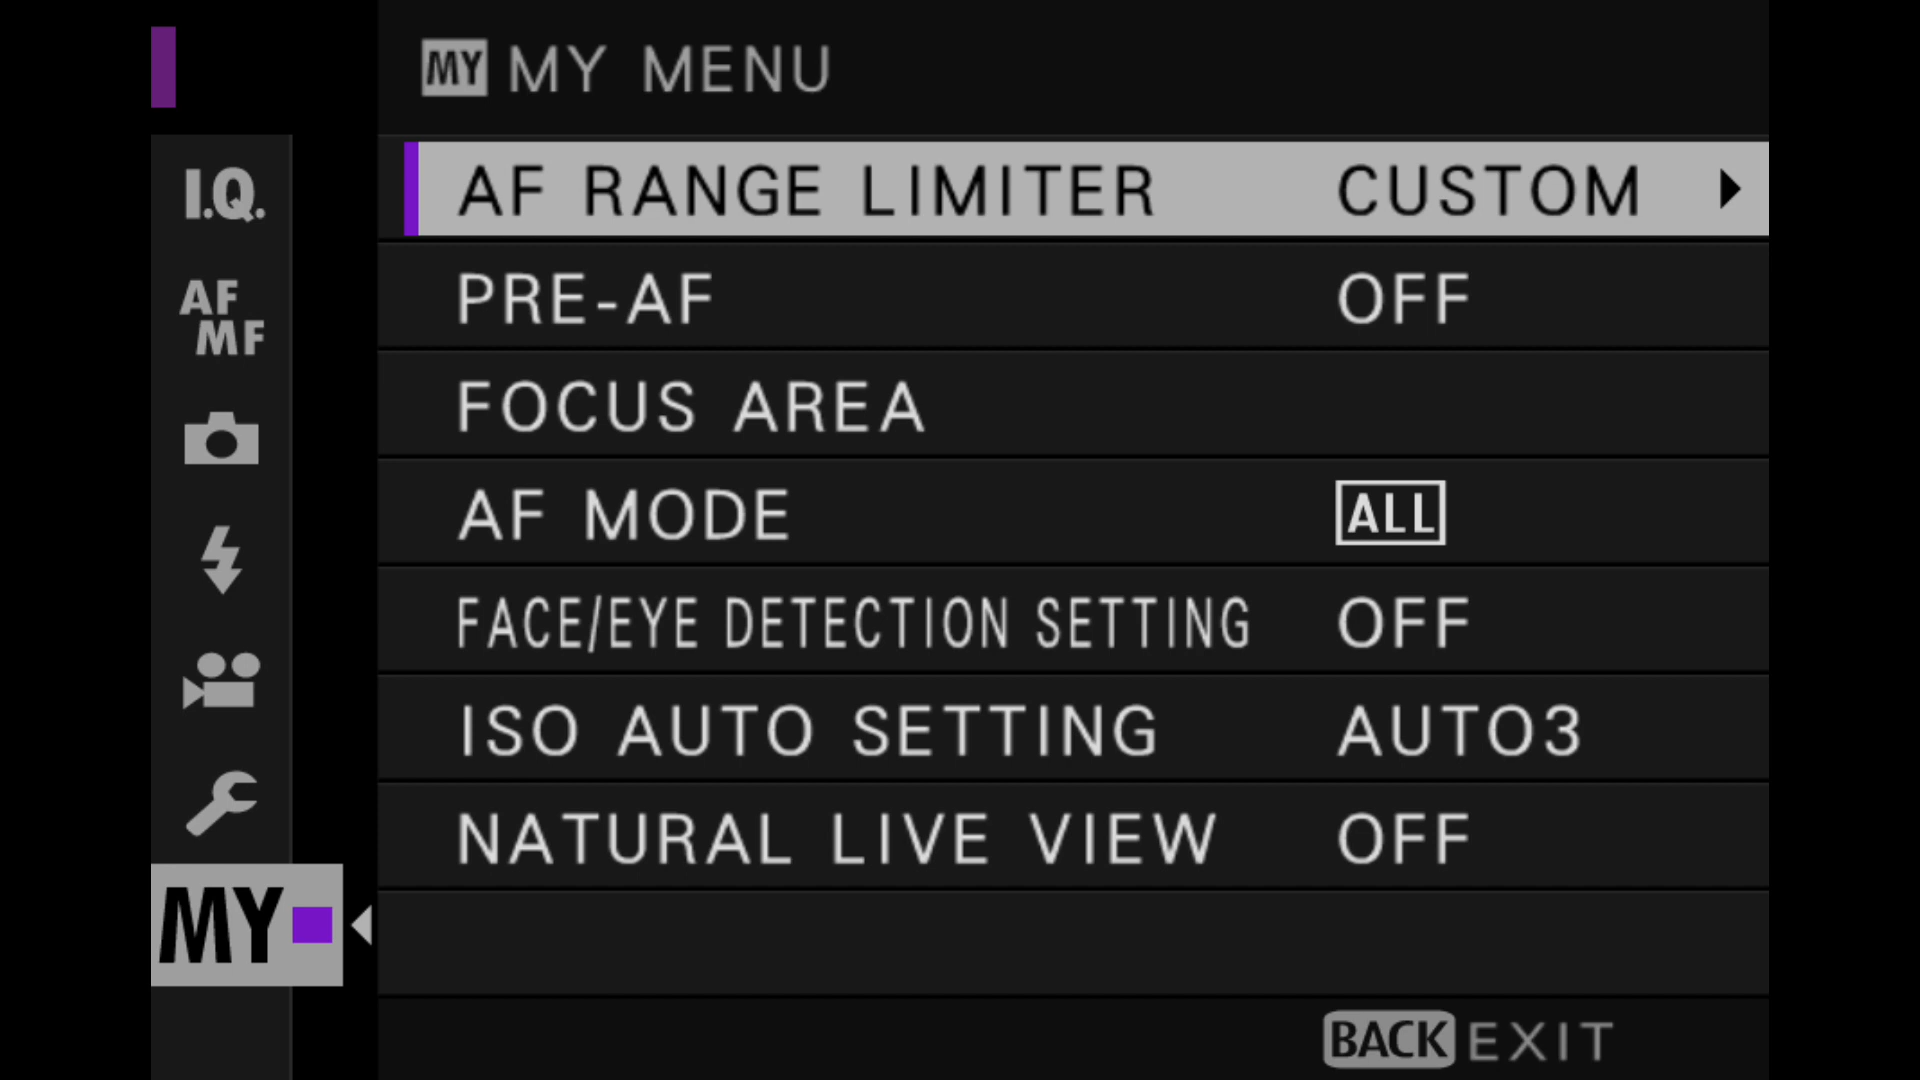 MY MY MENU
I.Q.
AF RANGE LIMITER CUSTOM
AF
MF
PRE-AF OFF
FOCUS AREA
AF MODE ALL
FACE/EYE DETECTION SETTING OFF
ISO AUTO SETTING AUTO3
NATURAL LIVE VIEW OFF
MY
BACK EXIT